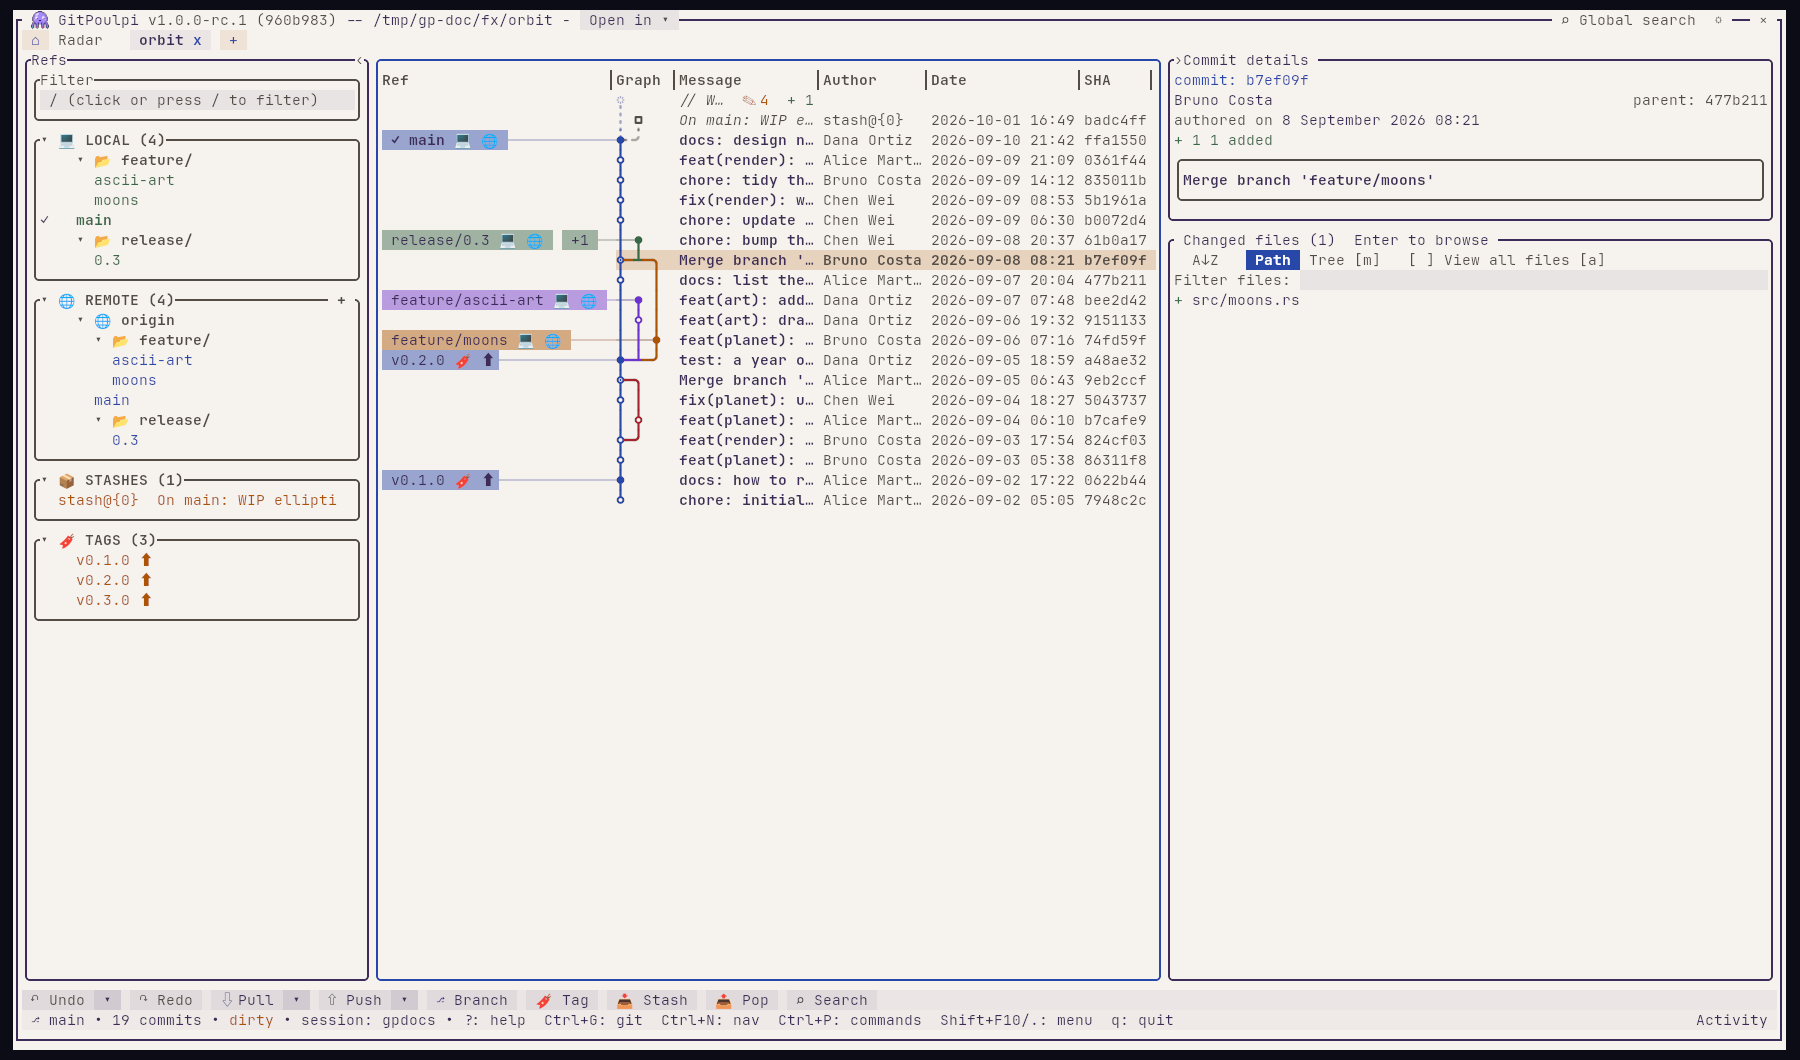 GitPoulpi v1.0.0-rc.1 (960b983) -- /tmp/gp-doc/fx/orbit - Open in ▾ ⌕ Global search ☼ — ×
⌂ Radar orbit x +
Refs ‹
Filter
/ (click or press / to filter)
▾ LOCAL (4)
▾ feature/
ascii-art
moons
✓ main
▾ release/
0.3
▾ REMOTE (4) +
▾ origin
▾ feature/
ascii-art
moons
main
▾ release/
0.3
▾ STASHES (1)
stash@{0} On main: WIP ellipti
▾ TAGS (3)
v0.1.0 ⬆
v0.2.0 ⬆
v0.3.0 ⬆
Ref Graph Message Author Date SHA
// W… ✎ 4 + 1
On main: WIP e… stash@{0} 2026-10-01 16:49 badc4ff
✓ main docs: design n… Dana Ortiz 2026-09-10 21:42 ffa1550
feat(render): … Alice Mart… 2026-09-09 21:09 0361f44
chore: tidy th… Bruno Costa 2026-09-09 14:12 835011b
fix(render): w… Chen Wei 2026-09-09 08:53 5b1961a
chore: update … Chen Wei 2026-09-09 06:30 b0072d4
release/0.3 +1 chore: bump th… Chen Wei 2026-09-08 20:37 61b0a17
Merge branch '… Bruno Costa 2026-09-08 08:21 b7ef09f
docs: list the… Alice Mart… 2026-09-07 20:04 477b211
feature/ascii-art feat(art): add… Dana Ortiz 2026-09-07 07:48 bee2d42
feat(art): dra… Dana Ortiz 2026-09-06 19:32 9151133
feature/moons feat(planet): … Bruno Costa 2026-09-06 07:16 74fd59f
v0.2.0 ⬆ test: a year o… Dana Ortiz 2026-09-05 18:59 a48ae32
Merge branch '… Alice Mart… 2026-09-05 06:43 9eb2ccf
fix(planet): u… Chen Wei 2026-09-04 18:27 5043737
feat(planet): … Alice Mart… 2026-09-04 06:10 b7cafe9
feat(render): … Bruno Costa 2026-09-03 17:54 824cf03
feat(planet): … Bruno Costa 2026-09-03 05:38 86311f8
v0.1.0 ⬆ docs: how to r… Alice Mart… 2026-09-02 17:22 0622b44
chore: initial… Alice Mart… 2026-09-02 05:05 7948c2c
›Commit details
commit: b7ef09f
Bruno Costa parent: 477b211
authored on 8 September 2026 08:21
+ 1 1 added
Merge branch 'feature/moons'
Changed files (1) Enter to browse
A↓Z Path Tree [m] [ ] View all files [a]
Filter files:
+ src/moons.rs
↶ Undo ▾ ↷ Redo ⇩Pull ▾ ⇧ Push ▾ ⎇ Branch Tag Stash Pop ⌕ Search
⎇ main • 19 commits • dirty • session: gpdocs • ?: help Ctrl+G: git Ctrl+N: nav Ctrl+P: commands Shift+F10/.: menu q: quit Activity